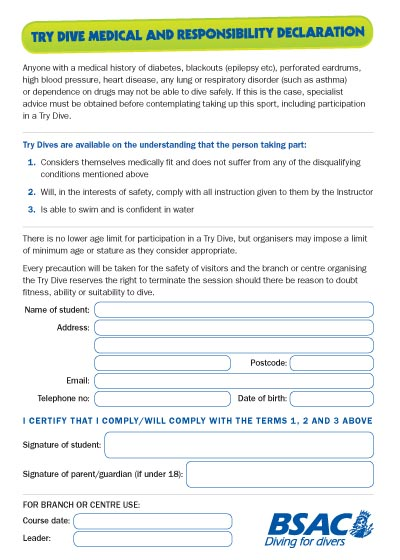 TRY DIVE MEDICAL AND RESPONSIBILITY DECLARATION
Anyone with a medical history of diabetes, blackouts (epilepsy etc), perforated eardrums,
high blood pressure, heart disease, any lung or respiratory disorder (such as asthma)
or dependence on drugs may not be able to dive safely. If this is the case, specialist
advice must be obtained before contemplating taking up this sport, including participation
in a Try Dive.
Try Dives are available on the understanding that the person taking part:
1. Considers themselves medically fit and does not suffer from any of the disqualifying
conditions mentioned above
2. Will, in the interests of safety, comply with all instruction given to them by the Instructor
3. Is able to swim and is confident in water
There is no lower age limit for participation in a Try Dive, but organisers may impose a limit
of minimum age or stature as they consider appropriate.
Every precaution will be taken for the safety of visitors and the branch or centre organising
the Try Dive reserves the right to terminate the session should there be reason to doubt
fitness, ability or suitability to dive.
Name of student:
Address:
Postcode:
Email:
Telephone no: Date of birth:
I CERTIFY THAT I COMPLY/WILL COMPLY WITH THE TERMS 1, 2 AND 3 ABOVE
Signature of student:
Signature of parent/guardian (if under 18):
FOR BRANCH OR CENTRE USE:
Course date:
Leader:
BSAC
Diving for divers